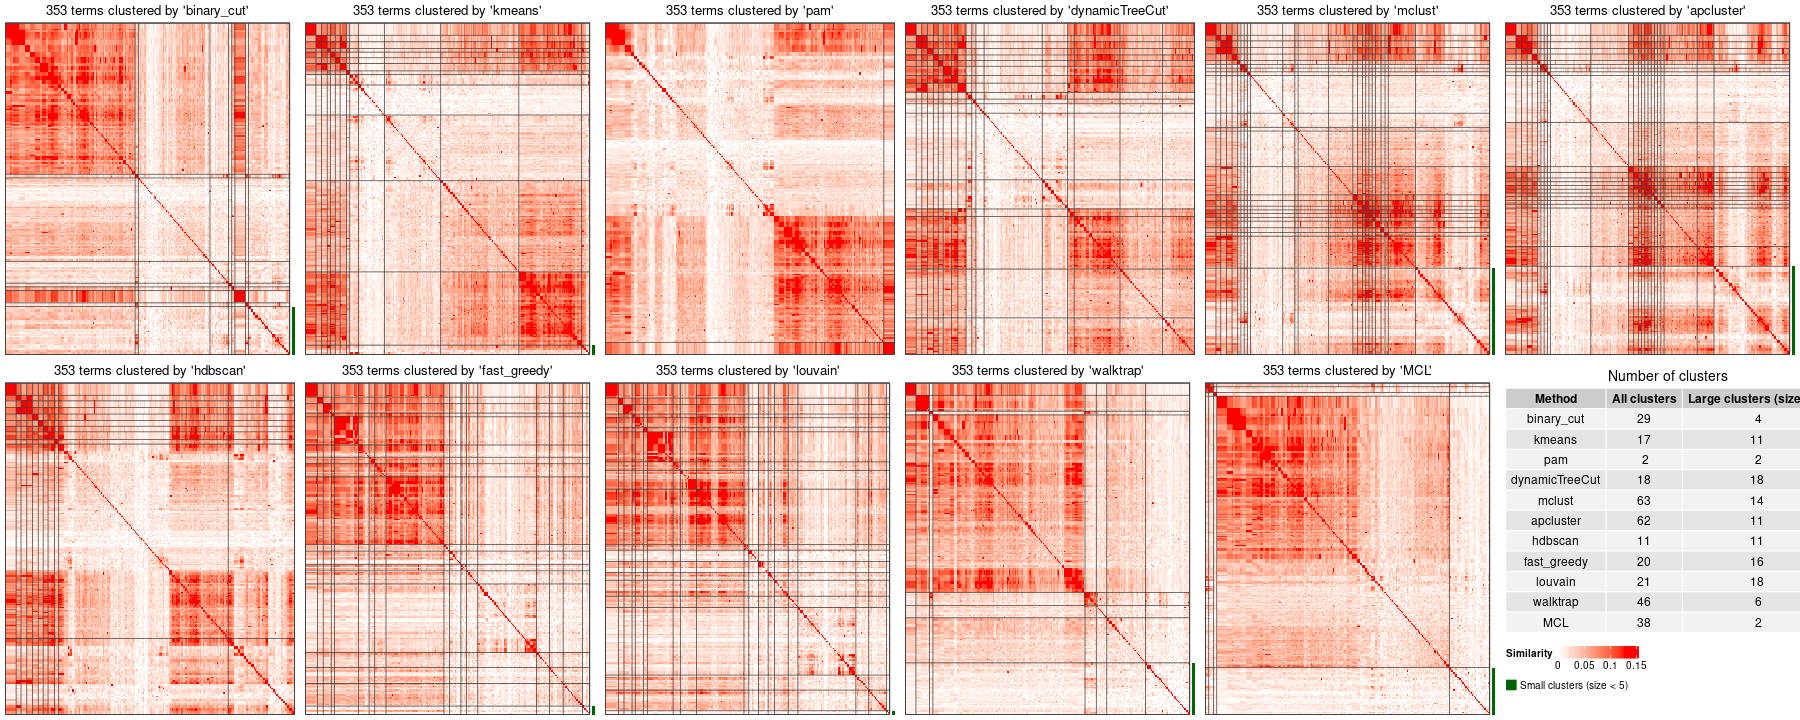 353 terms clustered by 'binary_cut'
353 terms clustered by 'kmeans'
353 terms clustered by 'pam'
353 terms clustered by 'dynamicTreeCut'
353 terms clustered by 'mclust'
353 terms clustered by 'apcluster'
353 terms clustered by 'hdbscan'
353 terms clustered by 'fast_greedy'
353 terms clustered by 'louvain'
353 terms clustered by 'walktrap'
353 terms clustered by 'MCL'
Number of clusters
Method All clusters Large clusters (size
binary_cut 29 4
kmeans 17 11
pam 2 2
dynamicTreeCut 18 18
mclust 63 14
apcluster 62 11
hdbscan 11 11
fast_greedy 20 16
louvain 21 18
walktrap 46 6
MCL 38 2
Similarity
0 0.05 0.1 0.15
Small clusters (size < 5)